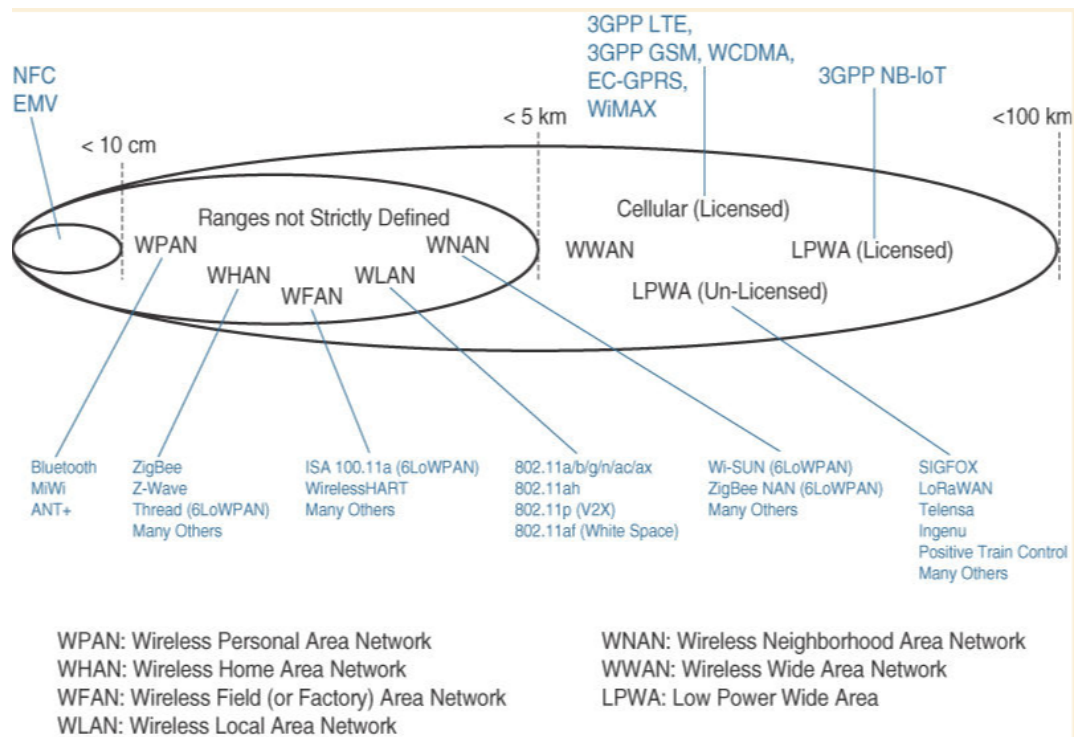 3GPP LTE,
3GPP GSM, WCDMA,
EC-GPRS,
WiMAX
3GPP NB-IoT
NFC
EMV
< 10 cm
< 5 km
<100 km
Ranges not Strictly Defined
Cellular (Licensed)
WPAN
WNAN
WWAN
LPWA (Licensed)
WHAN
WLAN
WFAN
LPWA (Un-Licensed)
Bluetooth
MiWi
ANT+
ZigBee
Z-Wave
Thread (6LoWPAN)
Many Others
ISA 100.11a (6LoWPAN)
WirelessHART
Many Others
802.11a/b/g/n/ac/ax
802.11ah
802.11p (V2X)
802.11af (White Space)
Wi-SUN (6LoWPAN)
ZigBee NAN (6LoWPAN)
Many Others
SIGFOX
LoRaWAN
Telensa
Ingenu
Positive Train Control
Many Others
WPAN: Wireless Personal Area Network
WHAN: Wireless Home Area Network
WFAN: Wireless Field (or Factory) Area Network
WLAN: Wireless Local Area Network
WNAN: Wireless Neighborhood Area Network
WWAN: Wireless Wide Area Network
LPWA: Low Power Wide Area